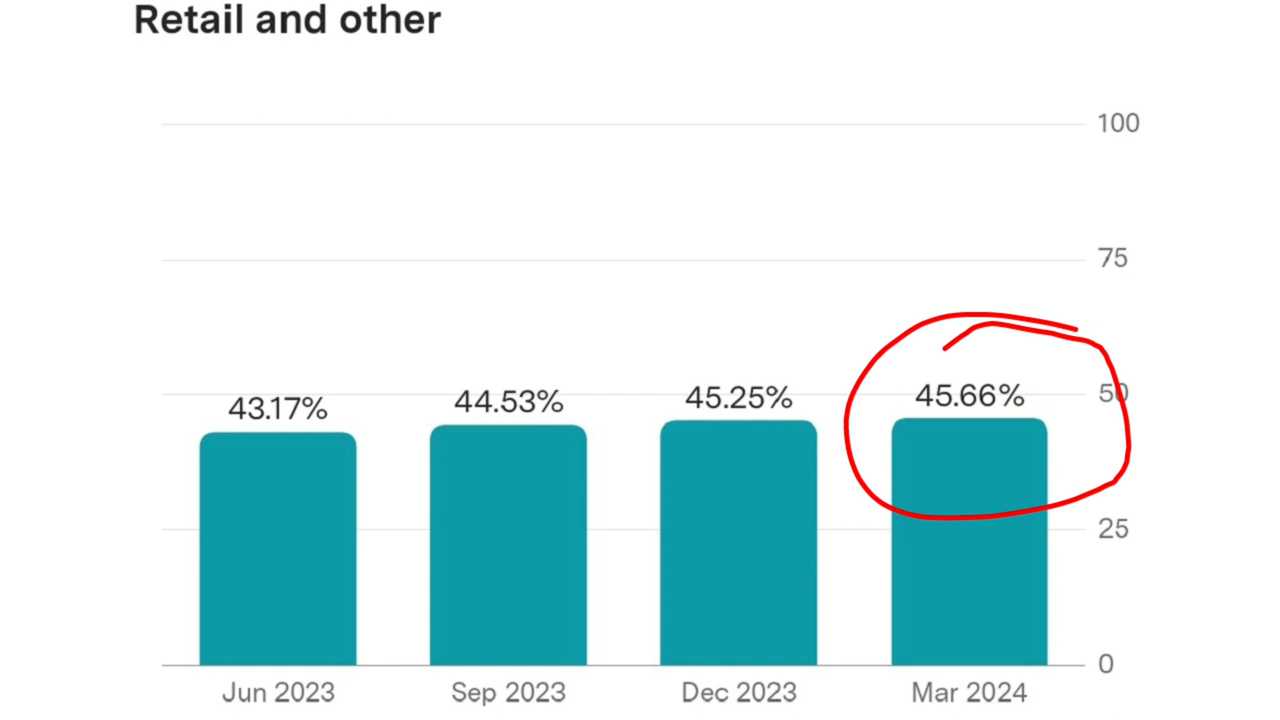 Retail and other
100
75
50
25
0
43.17%
44.53%
45.25%
45.66%
Jun 2023
Sep 2023
Dec 2023
Mar 2024